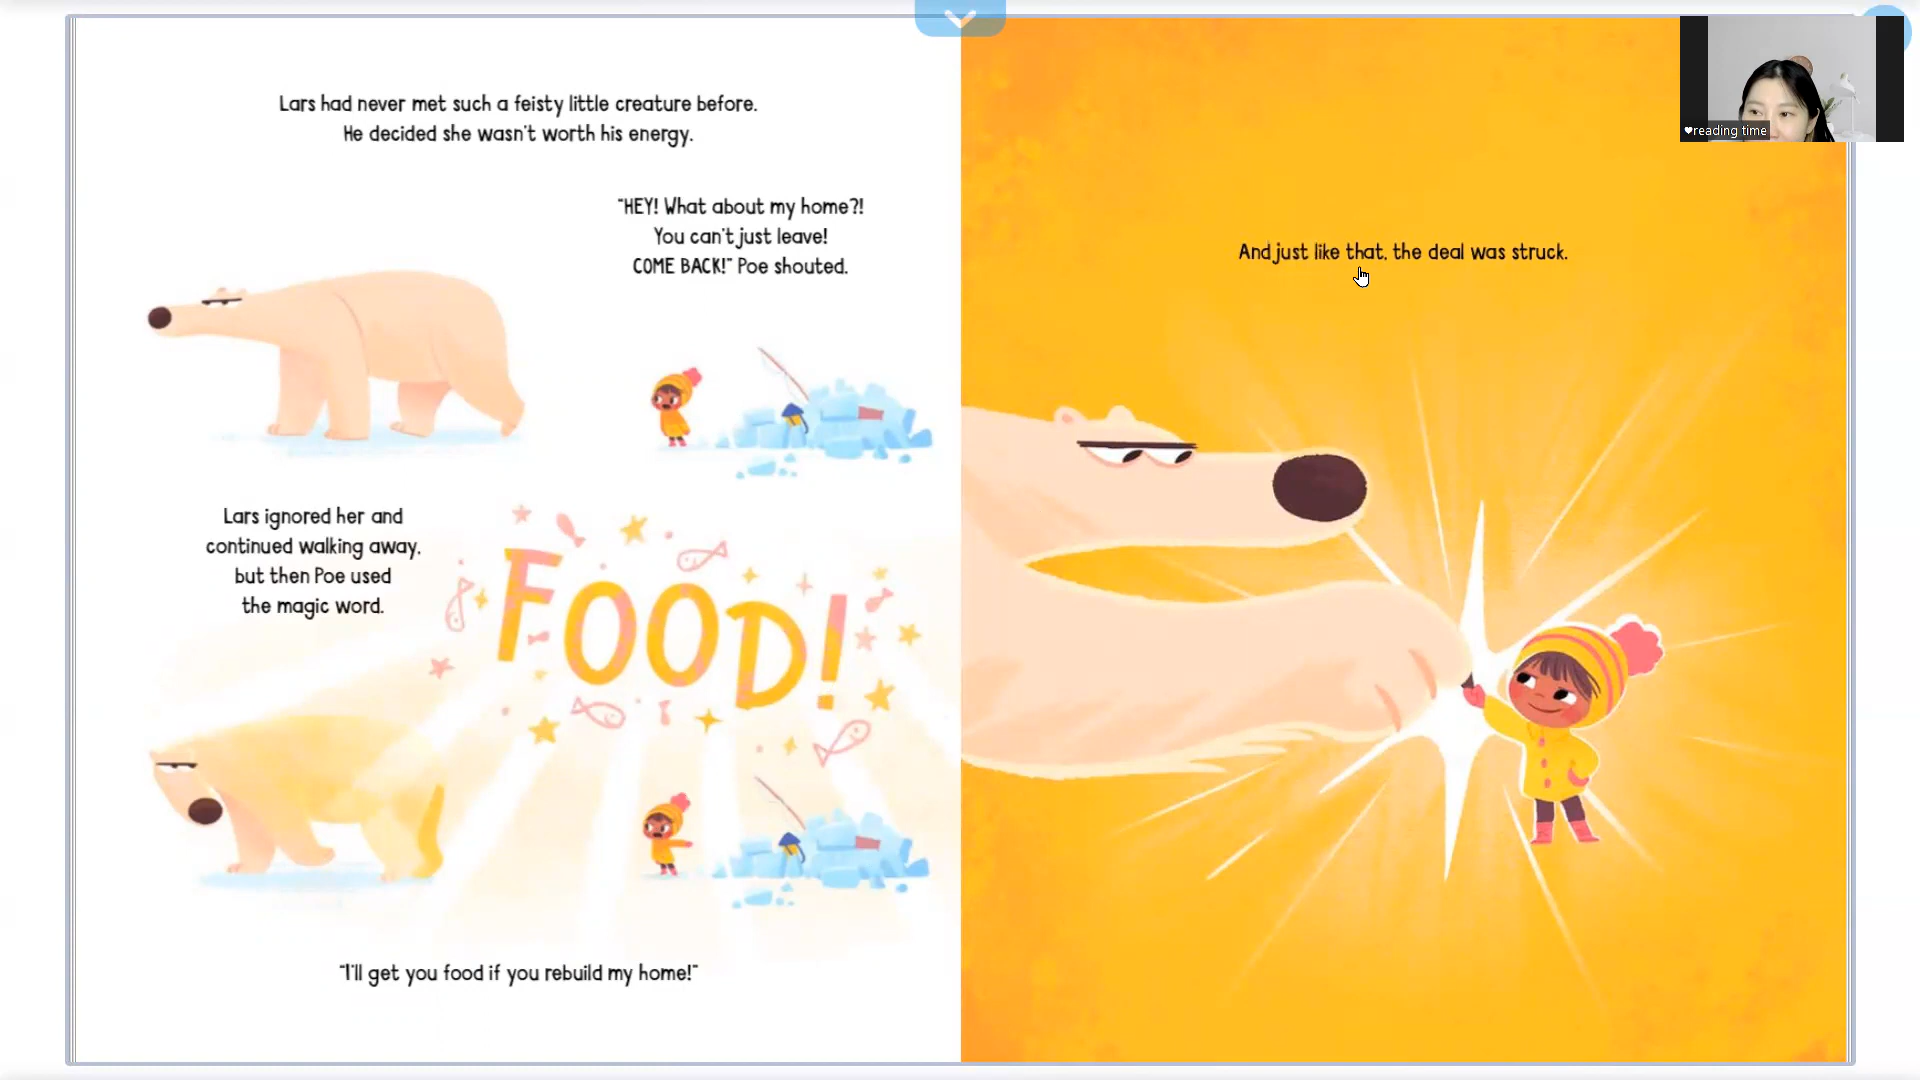 Lars had never met such a feisty little creature before.
He decided she wasn't worth his energy.
"HEY! What about my home?!
You can't just leave!
COME BACK!" Poe shouted.
Lars ignored her and
continued walking away,
but then Poe used
the magic word.
FOOD!
"I'll get you food if you rebuild my home!"
And just like that, the deal was struck.
♥reading time